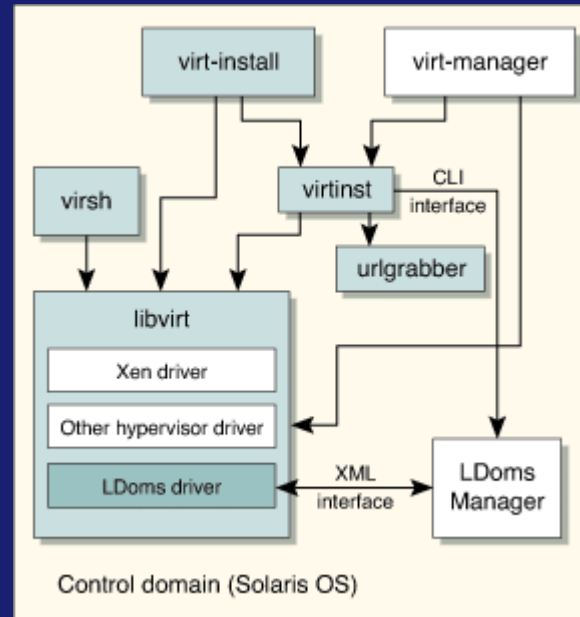 virt-install
virt-manager
virsh
virtinst
CLI
interface
urlgrabber
libvirt
Xen driver
Other hypervisor driver
LDoms driver
XML
interface
LDoms
Manager
Control domain (Solaris OS)